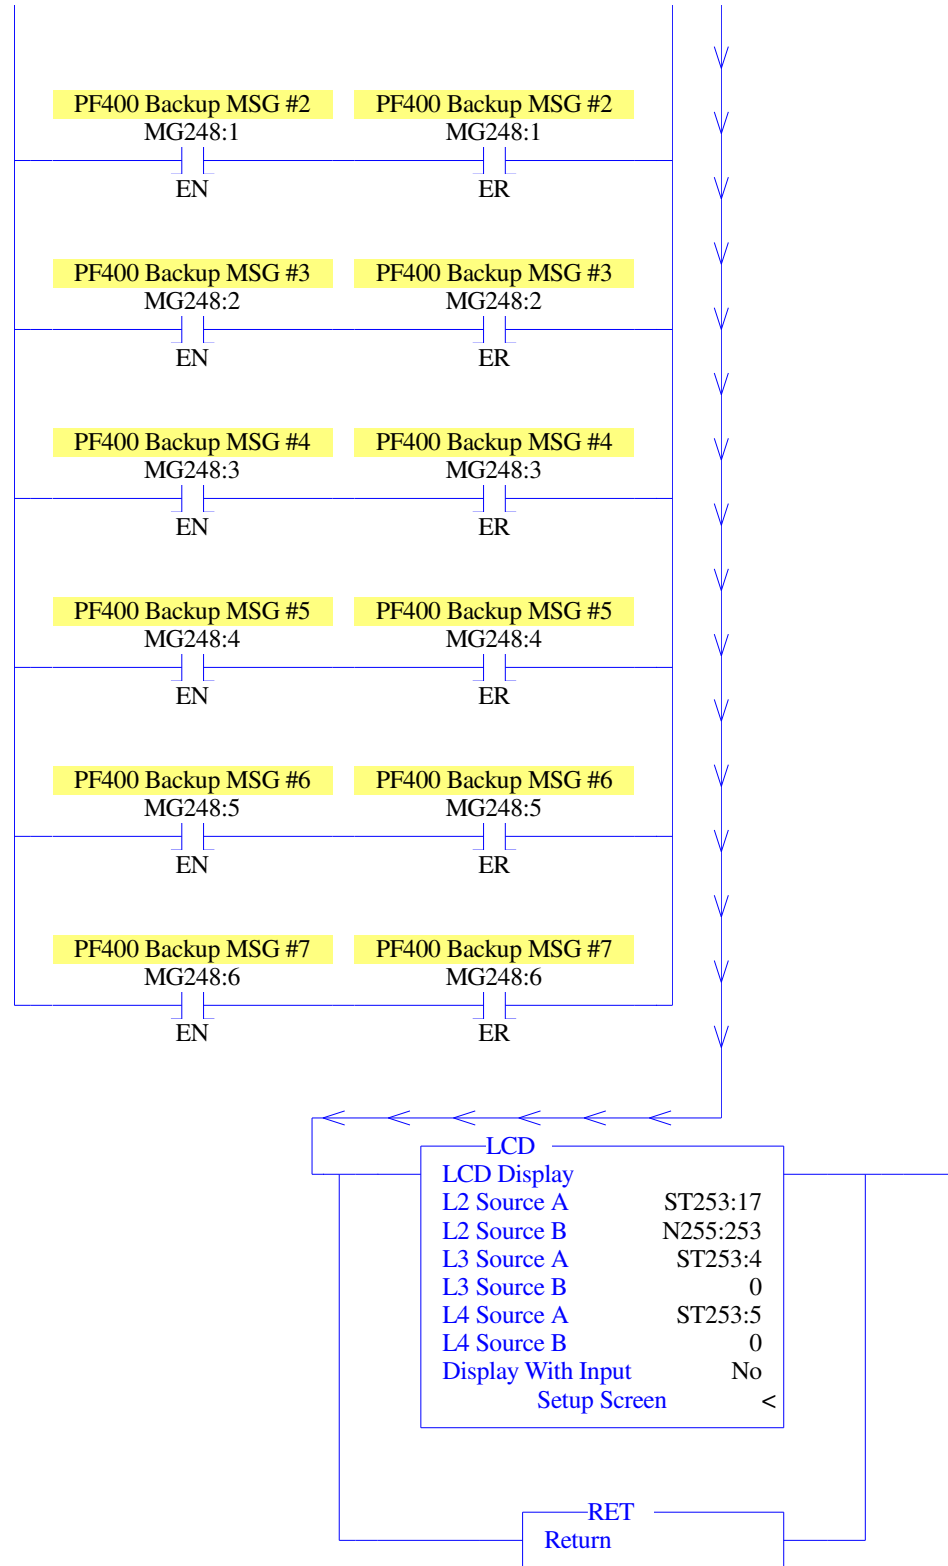 PF400 Backup MSG #2 PF400 Backup MSG #2
MG248:1 MG248:1
EN ER
PF400 Backup MSG #3 PF400 Backup MSG #3
MG248:2 MG248:2
EN ER
PF400 Backup MSG #4 PF400 Backup MSG #4
MG248:3 MG248:3
EN ER
PF400 Backup MSG #5 PF400 Backup MSG #5
MG248:4 MG248:4
EN ER
PF400 Backup MSG #6 PF400 Backup MSG #6
MG248:5 MG248:5
EN ER
PF400 Backup MSG #7 PF400 Backup MSG #7
MG248:6 MG248:6
EN ER
LCD
LCD Display
L2 Source A ST253:17
L2 Source B N255:253
L3 Source A ST253:4
L3 Source B 0
L4 Source A ST253:5
L4 Source B 0
Display With Input No
Setup Screen <
RET
Return